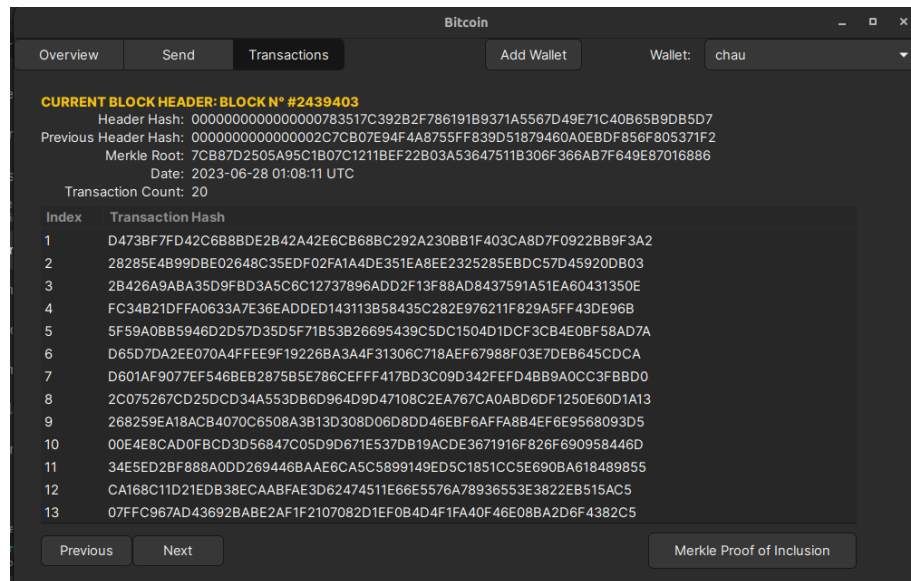 Bitcoin
Overview Send Transactions Add Wallet Wallet: chau
CURRENT BLOCK HEADER: BLOCK N° #2439403
Header Hash: 0000000000000000783517C392B2F786191B9371A5567D49E71C40B65B9DB5D7
Previous Header Hash: 0000000000000002C7CB07E94F4A8755FF839D51879460A0EBDF856F805371F2
Merkle Root: 7CB87D2505A95C1B07C1211BEF22B03A53647511B306F366AB7F649E87016886
Date: 2023-06-28 01:08:11 UTC
Transaction Count: 20
Index Transaction Hash
1 D473BF7FD42C6B8BDE2B42A42E6CB68BC292A230BB1F403CA8D7F0922BB9F3A2
2 28285E4B99DBE02648C35EDF02FA1A4DE351EA8EE2325285EBDC57D45920DB03
3 2B426A9ABA35D9FBD3A5C6C12737896ADD2F13F88AD8437591A51EA60431350E
4 FC34B21DFFA0633A7E36EADDED143113B58435C282E976211F829A5FF43DE96B
5 5F59A0BB5946D2D57D35D5F71B53B26695439C5DC1504D1DCF3CB4E0BF58AD7A
6 D65D7DA2EE070A4FFEE9F19226BA3A4F31306C718AEF67988F03E7DEB645CDCA
7 D601AF9077EF546BEB2875B5E786CEFFF417BD3C09D342FEFD4BB9A0CC3FBBD0
8 2C075267CD25DCD34A553DB6D964D9D47108C2EA767CA0ABD6DF1250E60D1A13
9 268259EA18ACB4070C6508A3B13D308D06D8DD46EBF6AFFA8B4EF6E9568093D5
10 00E4E8CAD0FBCD3D56847C05D9D671E537DB19ACDE3671916F826F690958446D
11 34E5ED2BF888A0DD269446BAAE6CA5C5899149ED5C1851CC5E690BA618489855
12 CA168C11D21EDB38ECAABFAE3D62474511E66E5576A78936553E3822EB515AC5
13 07FFC967AD43692BABE2AF1F2107082D1EF0B4D4F1FA40F46E08BA2D6F4382C5
Previous Next Merkle Proof of Inclusion